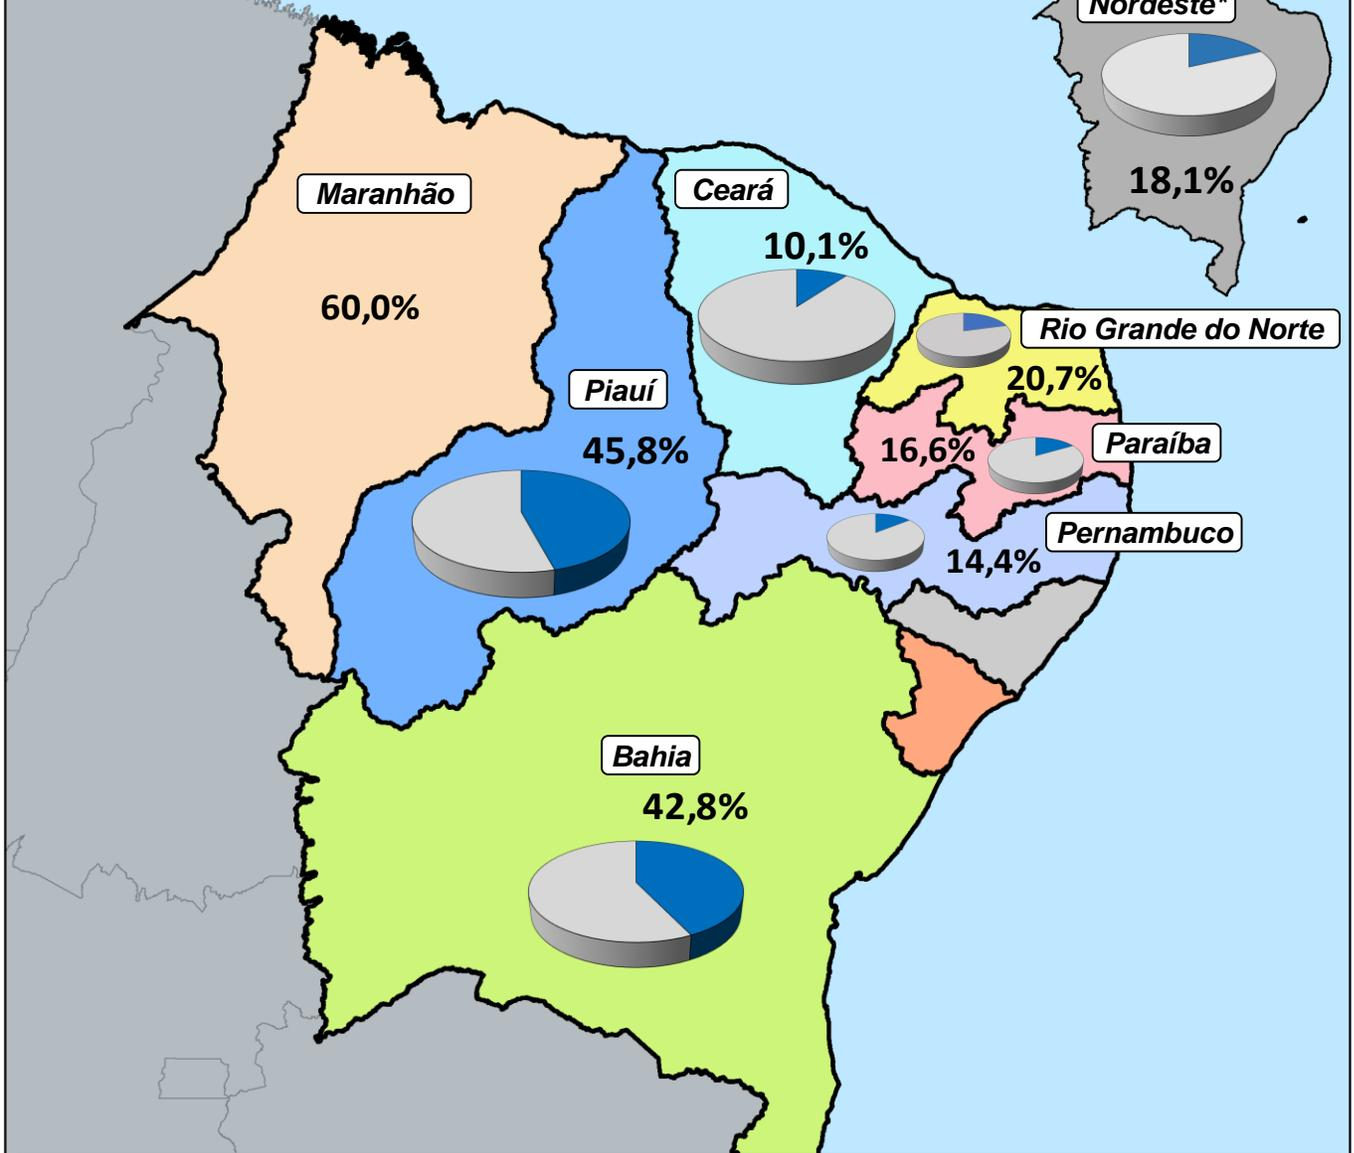 Nordeste*
18,1%
Maranhão
60,0%
Ceará
10,1%
Rio Grande do Norte
20,7%
Piauí
45,8%
Paraíba
16,6%
Pernambuco
14,4%
Bahia
42,8%